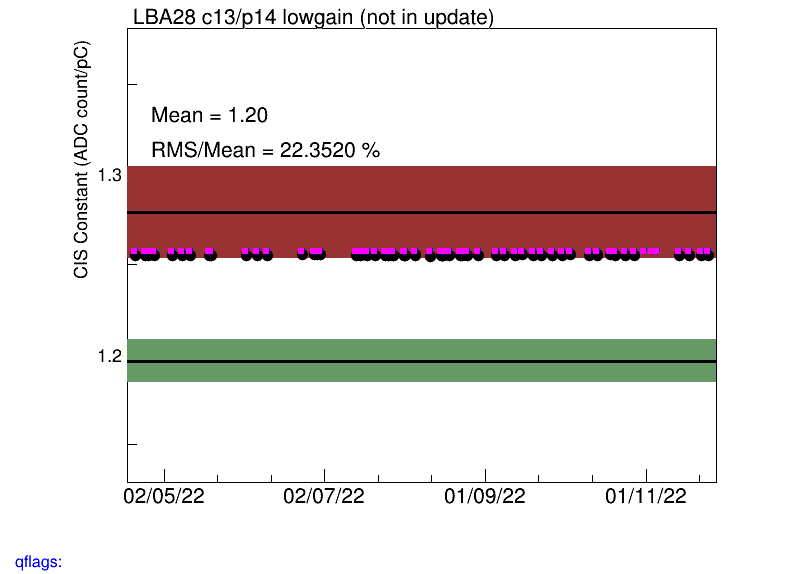 LBA28 c13/p14 lowgain (not in update)
CIS Constant (ADC count/pC)
Mean = 1.20
RMS/Mean = 22.3520 %
1.3
1.2
02/05/22 02/07/22 01/09/22 01/11/22
qflags: